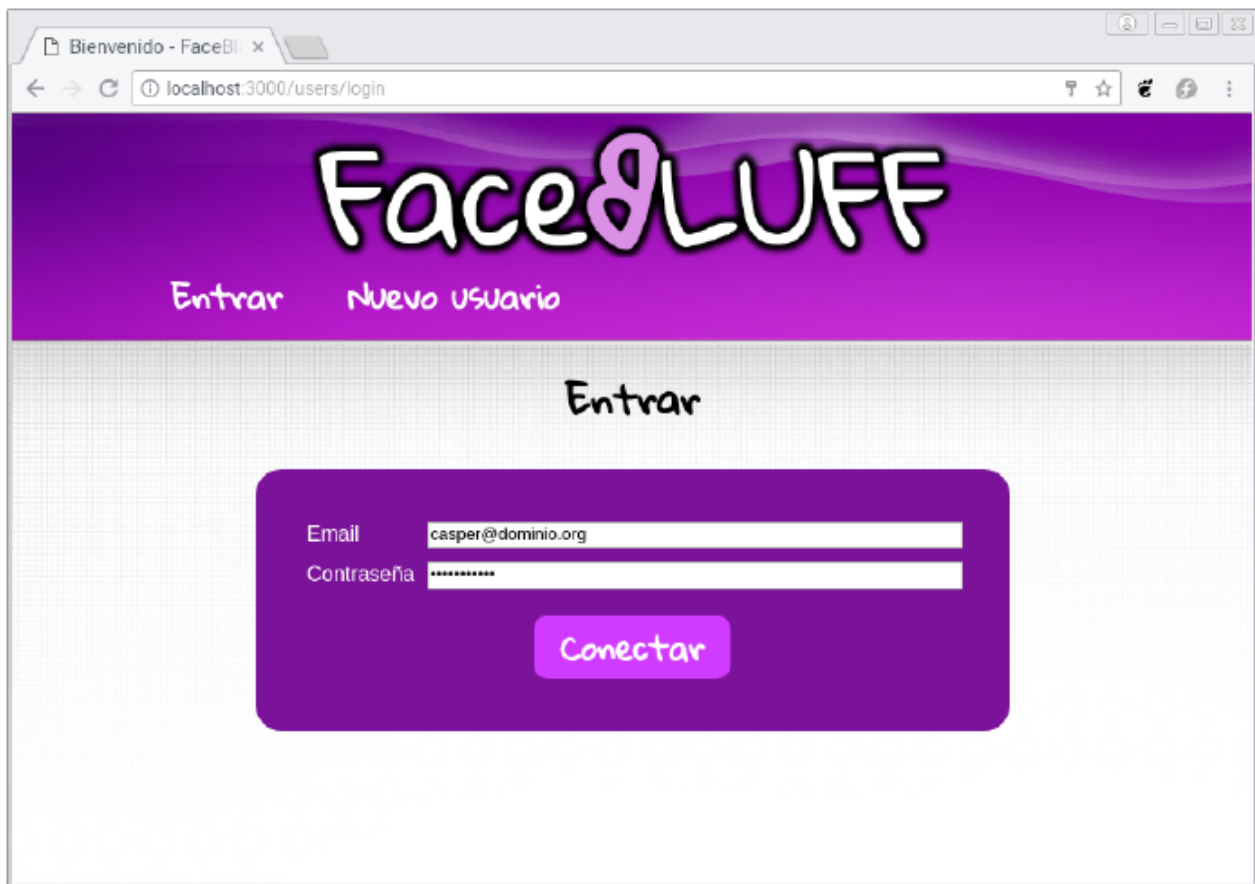 Bienvenido - FaceBl
localhost:3000/users/login
FaceBLUFF
Entrar Nuevo usuario
Entrar
Email casper@dominio.org
Contraseña •••••••••••
Conectar